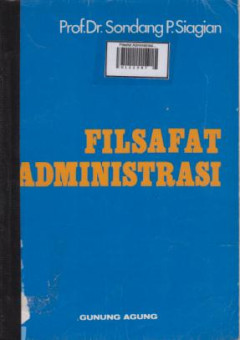 Prof.Dr. Sondang P. Siagian
FILSAFAT
ADMINISTRASI
GUNUNG AGUNG